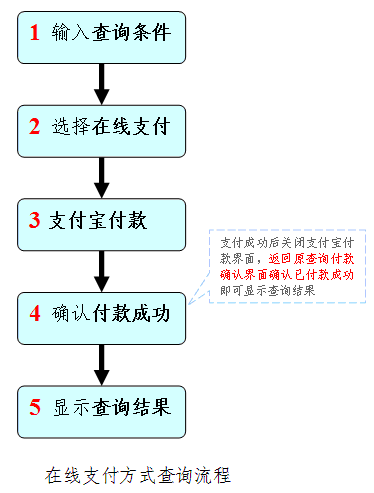 1 输入查询条件
2 选择在线支付
3 支付宝付款
支付成功后关闭支付宝付
款界面，返回原查询付款
确认界面确认已付款成功
即可显示查询结果
4 确认付款成功
5 显示查询结果
在线支付方式查询流程